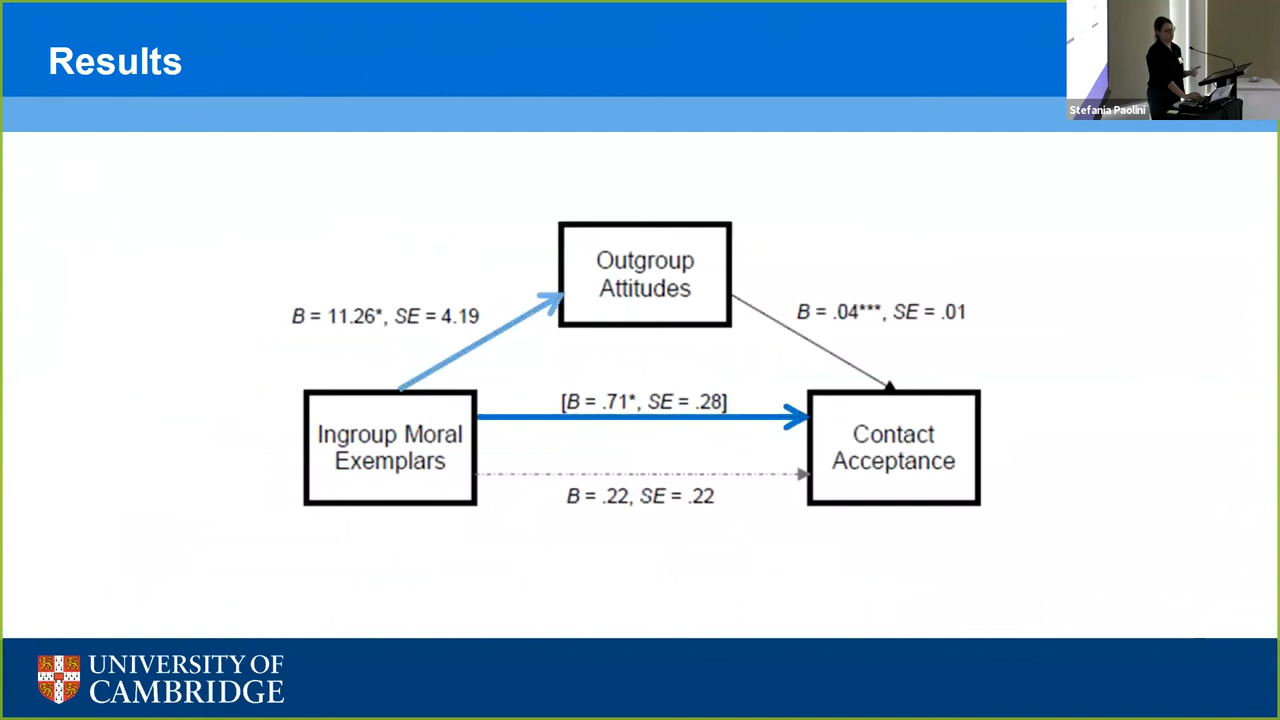 Results
Stefania Paolini
Outgroup
Attitudes
B = 11.26*, SE = 4.19
B = .04***, SE = .01
[B = .71*, SE = .28]
Ingroup Moral
Exemplars
Contact
Acceptance
B = .22, SE = .22
UNIVERSITY OF
CAMBRIDGE